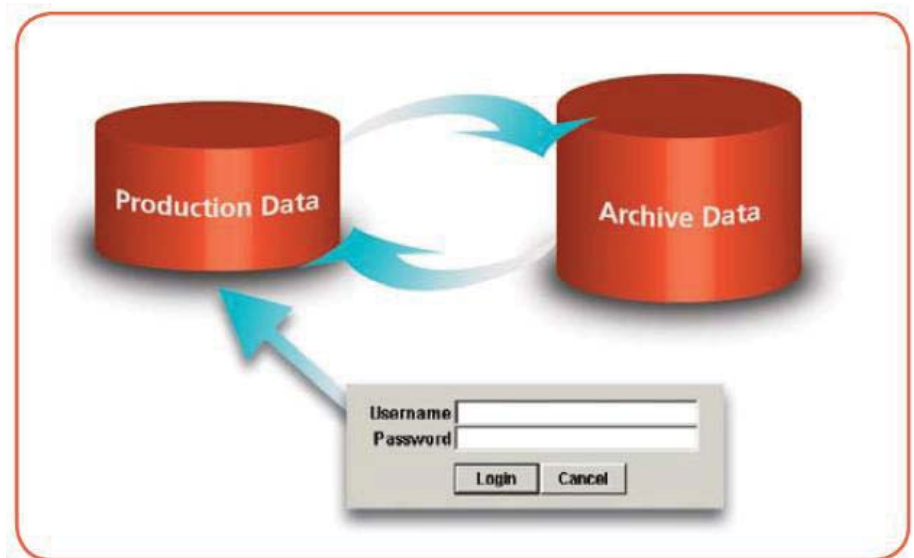 Production Data
Archive Data
Username
Password
Login Cancel